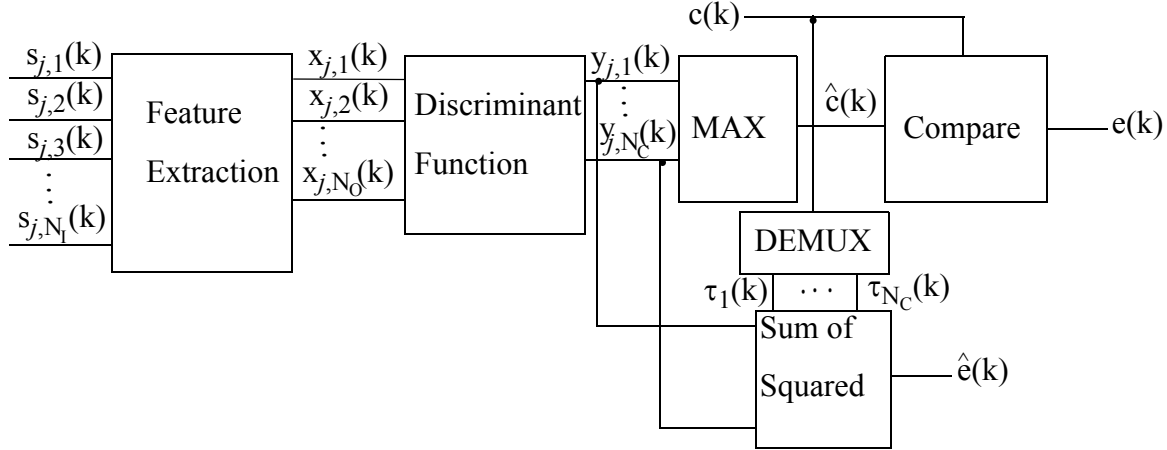 c(k)
s_{j,1}(k)
s_{j,2}(k)
s_{j,3}(k)
⋮
s_{j,N_I}(k)
Feature
Extraction
x_{j,1}(k)
x_{j,2}(k)
⋮
x_{j,N_O}(k)
Discriminant
Function
y_{j,1}(k)
⋮
y_{j,N_C}(k)
MAX
ĉ(k)
Compare
e(k)
DEMUX
τ_1(k) ⋯ τ_{N_C}(k)
Sum of
Squared
ê(k)